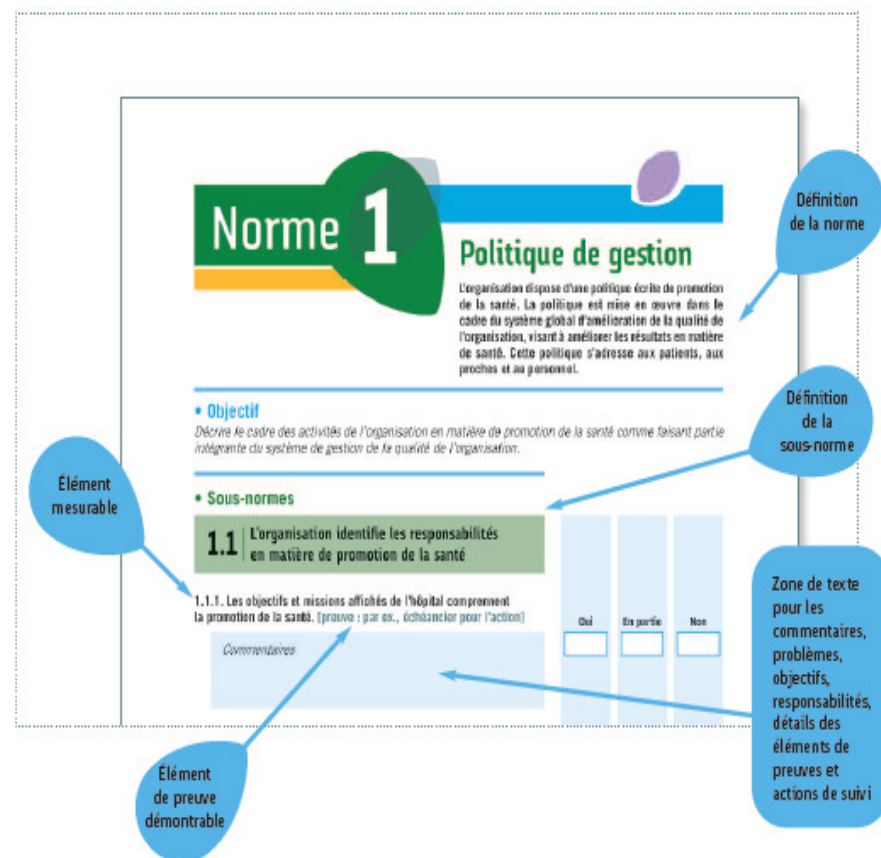 Norme 1
Politique de gestion
L'organisation dispose d'une politique écrite de promotion
de la santé. La politique est mise en œuvre dans le
cadre du système global d'amélioration de la qualité de
l'organisation, visant à améliorer les résultats en matière
de santé. Cette politique s'adresse aux patients, aux
proches et au personnel.
Définition
de la norme
• Objectif
Décrire le cadre des activités de l'organisation en matière de promotion de la santé comme faisant partie
intégrante du système de gestion de la qualité de l'organisation.
Définition
de la
sous-norme
Élément
mesurable
• Sous-normes
1.1 L'organisation identifie les responsabilités
en matière de promotion de la santé
1.1.1. Les objectifs et missions affichés de l'hôpital comprennent
la promotion de la santé. [preuve : par ex., échéancier pour l'action]
Oui En partie Non
Commentaires
Zone de texte
pour les
commentaires,
problèmes,
objectifs,
responsabilités,
détails des
éléments de
preuves et
actions de suivi
Élément
de preuve
démontrable